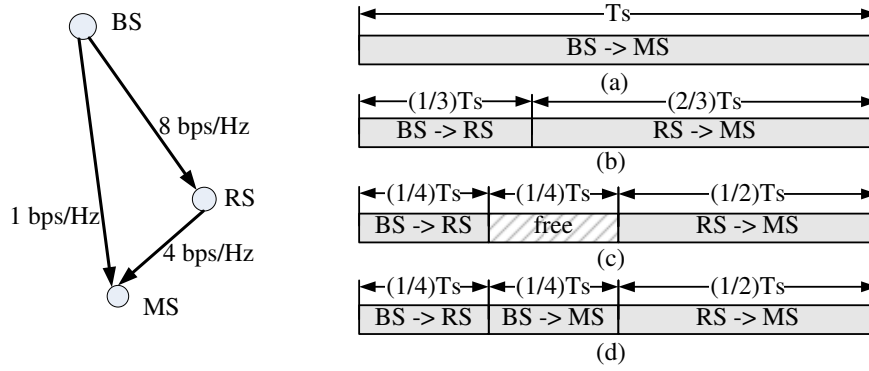 BS
8 bps/Hz
RS
1 bps/Hz
4 bps/Hz
MS
Ts
BS -> MS
(a)
(1/3)Ts (2/3)Ts
BS -> RS RS -> MS
(b)
(1/4)Ts (1/4)Ts (1/2)Ts
BS -> RS free RS -> MS
(c)
(1/4)Ts (1/4)Ts (1/2)Ts
BS -> RS BS -> MS RS -> MS
(d)